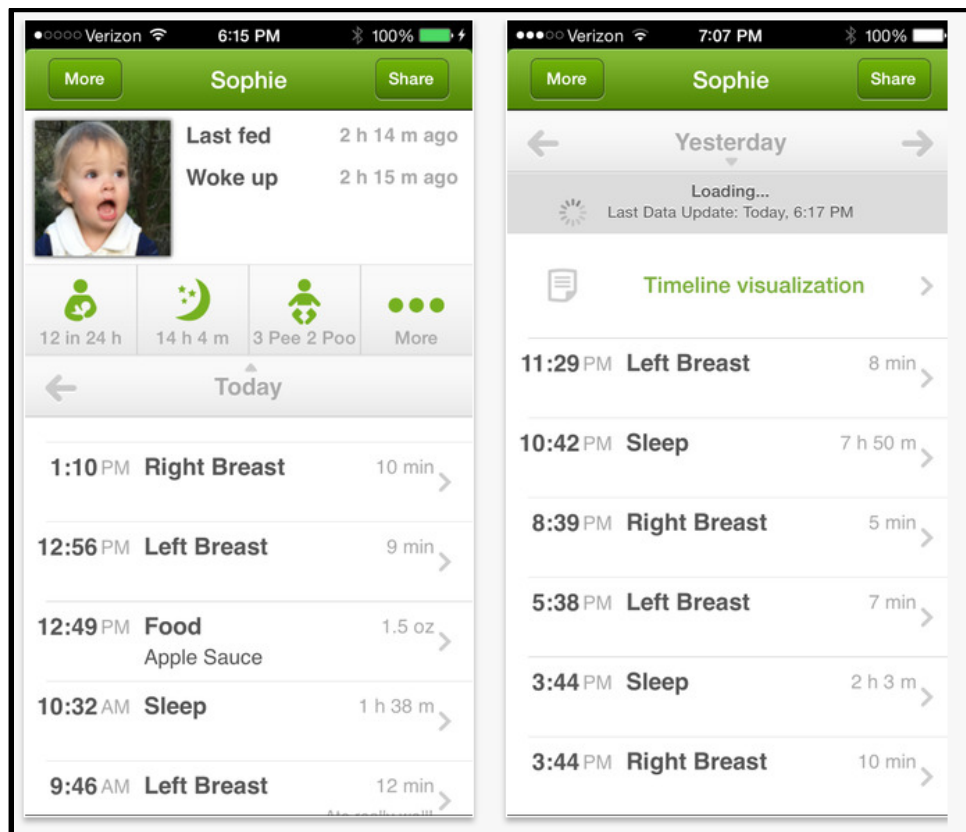 Verizon 6:15 PM 100%
More Sophie Share
Last fed 2 h 14 m ago
Woke up 2 h 15 m ago
12 in 24 h 14 h 4 m 3 Pee 2 Poo More
Today
1:10 PM Right Breast 10 min
12:56 PM Left Breast 9 min
12:49 PM Food 1.5 oz
Apple Sauce
10:32 AM Sleep 1 h 38 m
9:46 AM Left Breast 12 min
Ate really well!
Verizon 7:07 PM 100%
More Sophie Share
Yesterday
Loading...
Last Data Update: Today, 6:17 PM
Timeline visualization
11:29 PM Left Breast 8 min
10:42 PM Sleep 7 h 50 m
8:39 PM Right Breast 5 min
5:38 PM Left Breast 7 min
3:44 PM Sleep 2 h 3 m
3:44 PM Right Breast 10 min